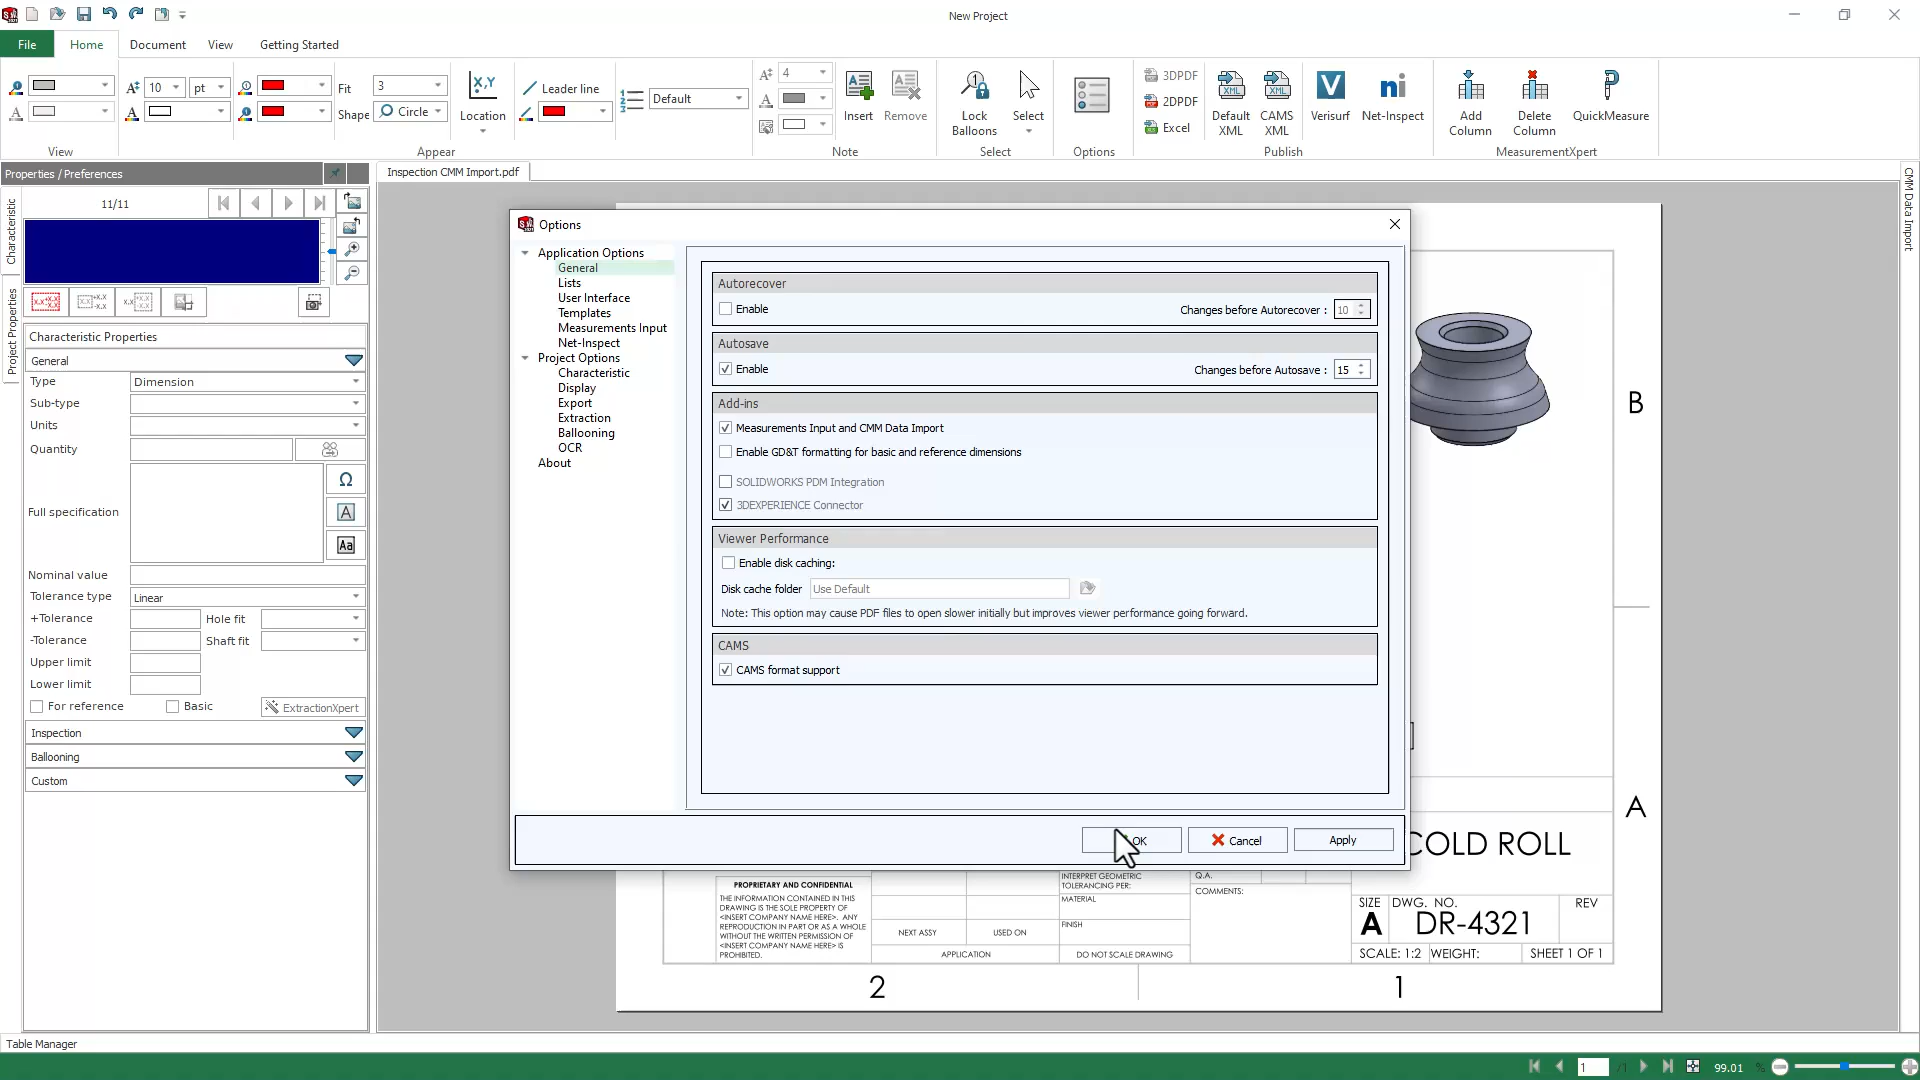 New Project
File Home Document View Getting Started
10 pt Fit 3 Leader line 4
Default
Shape Circle Location Insert Remove Lock Balloons Select 3DPDF 2DPDF Excel Default XML CAMS XML Verisurf Net-Inspect Add Column Delete Column QuickMeasure
View Appear Note Select Options Publish MeasurementXpert
Properties / Preferences
Inspection CMM Import.pdf
CMM Data Import
Characteristic
Project Properties
11/11
Characteristic Properties
General
Type Dimension
Sub-type
Units
Quantity
Full specification
Ω
A
Aa
Nominal value
Tolerance type Linear
+Tolerance Hole fit
-Tolerance Shaft fit
Upper limit
Lower limit
For reference Basic ExtractionXpert
Inspection
Ballooning
Custom
Options
Application Options
General
Lists
User Interface
Templates
Measurements Input
Net-Inspect
Project Options
Characteristic
Display
Export
Extraction
Ballooning
OCR
About
Autorecover
Enable Changes before Autorecover : 10
Autosave
Enable Changes before Autosave : 15
Add-ins
Measurements Input and CMM Data Import
Enable GD&T formatting for basic and reference dimensions
SOLIDWORKS PDM Integration
3DEXPERIENCE Connector
Viewer Performance
Enable disk caching:
Disk cache folder Use Default
Note: This option may cause PDF files to open slower initially but improves viewer performance going forward.
CAMS
CAMS format support
OK Cancel Apply
B
A
COLD ROLL
PROPRIETARY AND CONFIDENTIAL
THE INFORMATION CONTAINED IN THIS
DRAWING IS THE SOLE PROPERTY OF
<INSERT COMPANY NAME HERE>. ANY
REPRODUCTION IN PART OR AS A WHOLE
WITHOUT THE WRITTEN PERMISSION OF
<INSERT COMPANY NAME HERE> IS
PROHIBITED.
NEXT ASSY USED ON
APPLICATION
INTERPRET GEOMETRIC
TOLERANCING PER:
MATERIAL
FINISH
DO NOT SCALE DRAWING
Q.A.
COMMENTS:
SIZE DWG. NO. REV
A DR-4321
SCALE: 1:2 WEIGHT: SHEET 1 OF 1
2 1
Table Manager
1 /1 99.01 %